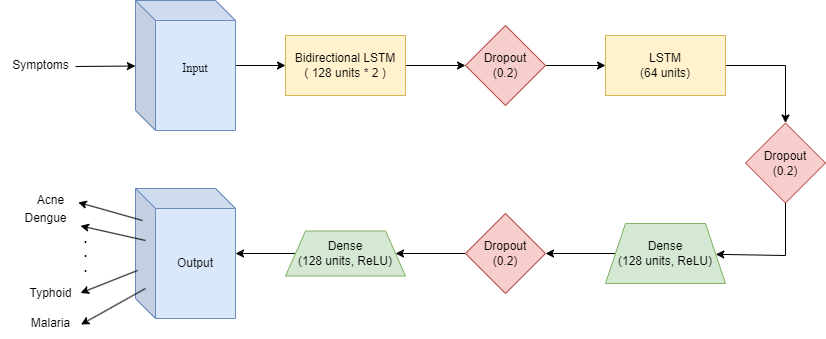 Symptoms
Input
Bidirectional LSTM
( 128 units * 2 )
Dropout
(0.2)
LSTM
(64 units)
Dropout
(0.2)
Dense
(128 units, ReLU)
Dropout
(0.2)
Dense
(128 units, ReLU)
Output
Acne
Dengue
.
.
.
Typhoid
Malaria